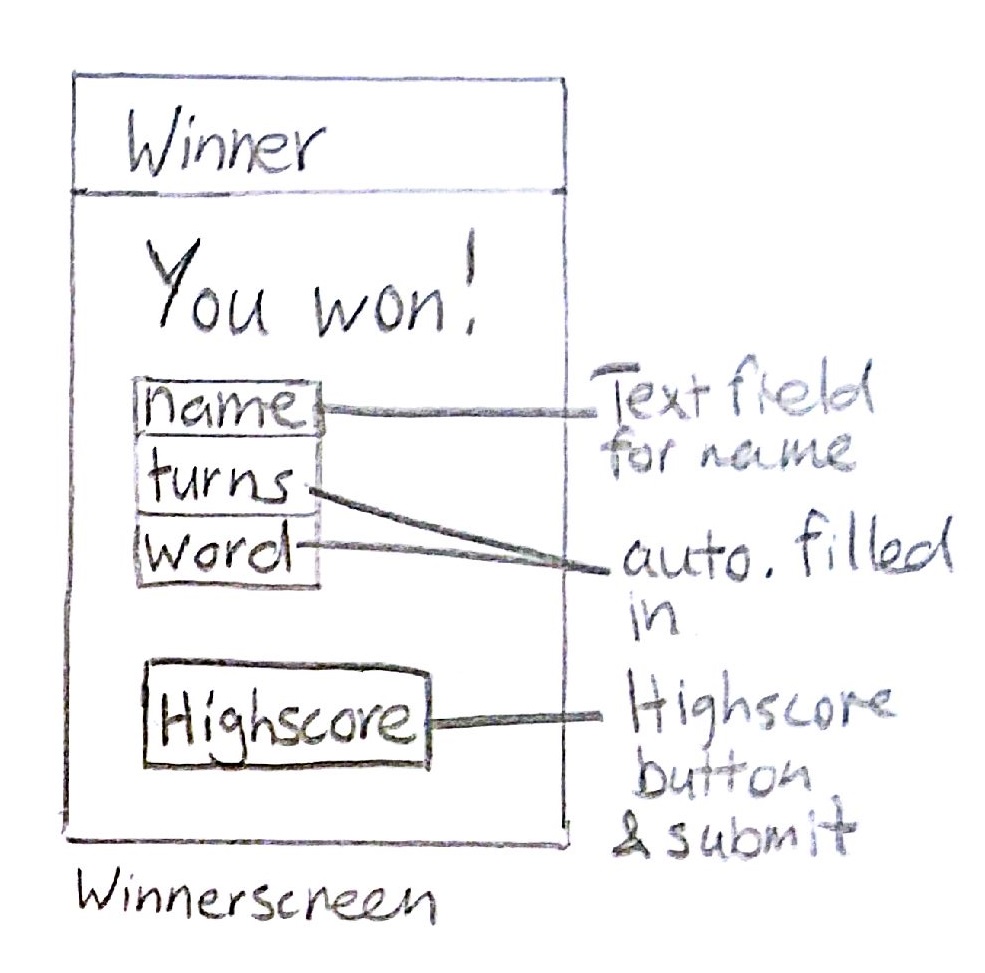 Winner
You won!
name
turns
word
Highscore
Text field
for name
auto. filled
in
Highscore
button
& submit
Winnerscreen